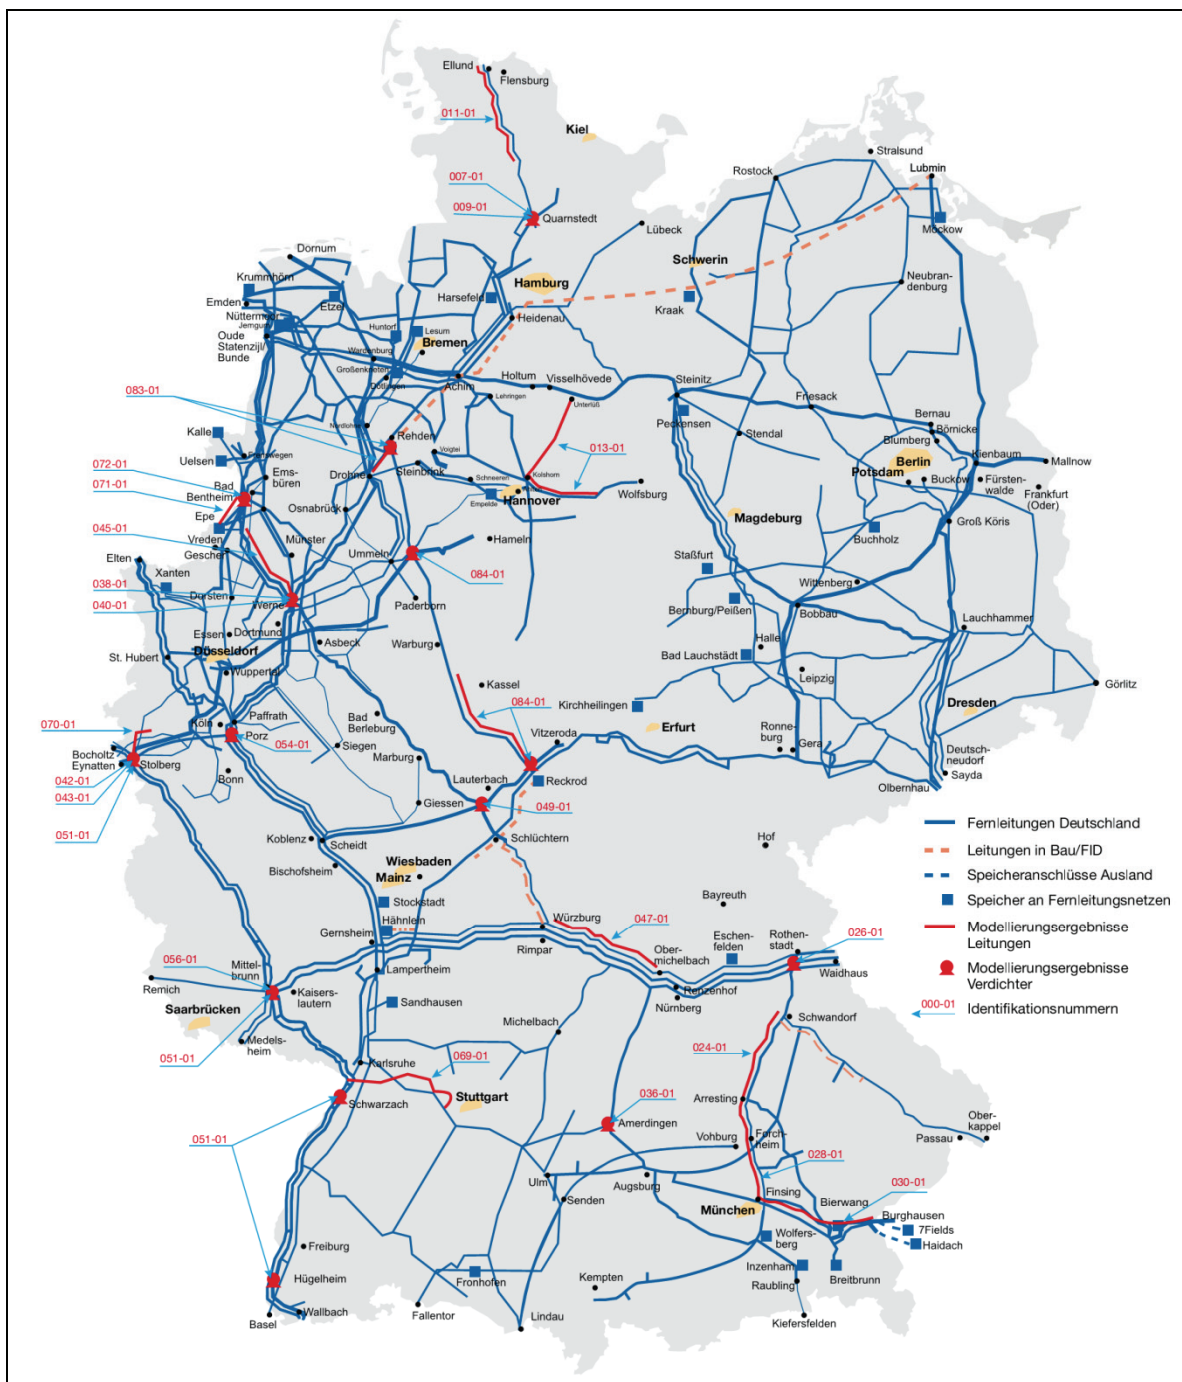 Ellund
Flensburg
011-01
Kiel
Stralsund
Rostock
Lubmin
007-01
009-01
Quarnstedt
Lübeck
Möckow
Dornum
Schwerin
Krummhörn
Hamburg
Neubran-
denburg
Emden
Etzel
Harsefeld
Kraak
Nüttermoor
Jemgum
Huntorf
Lesum
Heidenau
Oude
Statenzijl/
Bunde
Bremen
Wardenburg
Großenkneten
Dötlingen
Achim
Holtum
Visselhövede
Steinitz
083-01
Lehringen
Unterlüß
Peckensen
Friesack
Bernau
Börnicke
Nordlohne
Rehden
Kalle
Voigtei
Stendal
Blumberg
Frenswegen
013-01
Berlin
Kienbaum
Mallnow
Uelsen
072-01
Ems-
büren
Drohne
Steinbrink
Schneeren
Kolshorn
Wolfsburg
Potsdam
Buckow
Fürsten-
walde
Frankfurt
(Oder)
071-01
Bad
Bentheim
Hannover
Empelde
Epe
Osnabrück
Magdeburg
Groß Köris
045-01
Vreden
Hameln
Buchholz
Gescher
Münster
Elten
Ummeln
Staßfurt
Xanten
084-01
038-01
Wittenberg
040-01
Dorsten
Werne
Paderborn
Bernburg/Peißen
Bobbau
Essen
Dortmund
Lauchhammer
Asbeck
Warburg
Halle
St. Hubert
Düsseldorf
Bad Lauchstädt
Wuppertal
Leipzig
Kassel
Görlitz
Kirchheilingen
084-01
Dresden
070-01
Köln
Paffrath
Bad
Berleburg
Erfurt
Ronne-
burg
Porz
Vitzeroda
Gera
Bocholtz
Eynatten
054-01
Siegen
Deutsch-
neudorf
Stolberg
Marburg
Sayda
042-01
Bonn
Lauterbach
Reckrod
Olbernhau
043-01
Giessen
049-01
051-01
Koblenz
Scheidt
Schlüchtern
Hof
Bischofsheim
Wiesbaden
Mainz
Bayreuth
Stockstadt
Hähnlein
Würzburg
047-01
Gernsheim
Eschen-
felden
Rothen-
stadt
026-01
Rimpar
Ober-
michelbach
056-01
Mittel-
brunn
Lampertheim
Waidhaus
Remich
Kaisers-
lautern
Renzenhof
Nürnberg
Sandhausen
Saarbrücken
Michelbach
Schwandorf
Medels-
heim
051-01
024-01
Karlsruhe
069-01
Schwarzach
Stuttgart
036-01
Arresting
Amerdingen
Ober-
kappel
051-01
Vohburg
Forch-
heim
Passau
028-01
Ulm
Augsburg
Finsing
Bierwang
030-01
Senden
München
Burghausen
7Fields
Wolfers-
berg
Haidach
Freiburg
Hügelheim
Fronhofen
Kempten
Inzenham
Raubling
Breitbrunn
Wallbach
Basel
Fallentor
Lindau
Kiefersfelden
Fernleitungen Deutschland
Leitungen in Bau/FID
Speicheranschlüsse Ausland
Speicher an Fernleitungsnetzen
Modellierungsergebnisse
Leitungen
Modellierungsergebnisse
Verdichter
000-01
Identifikationsnummern